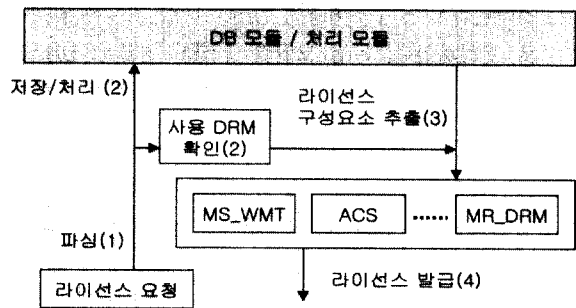 DB 모듈 / 처리 모듈
저장/처리 (2)
라이선스
구성요소 추출(3)
사용 DRM
확인(2)
MS_WMT
ACS
......
MR_DRM
파싱(1)
라이선스 요청
라이선스 발급(4)